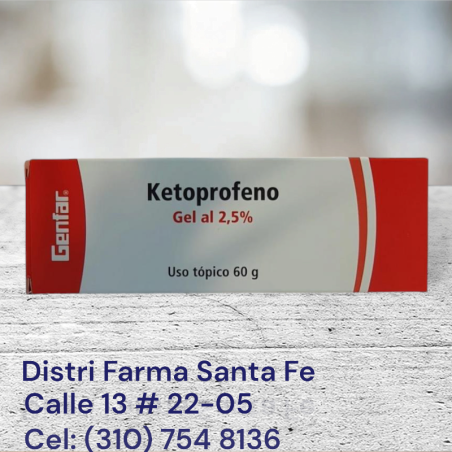 Genfar®
Ketoprofeno
Gel al 2,5%
Uso tópico 60 g
Distri Farma Santa Fe
Calle 13 # 22-05
Cel: (310) 754 8136